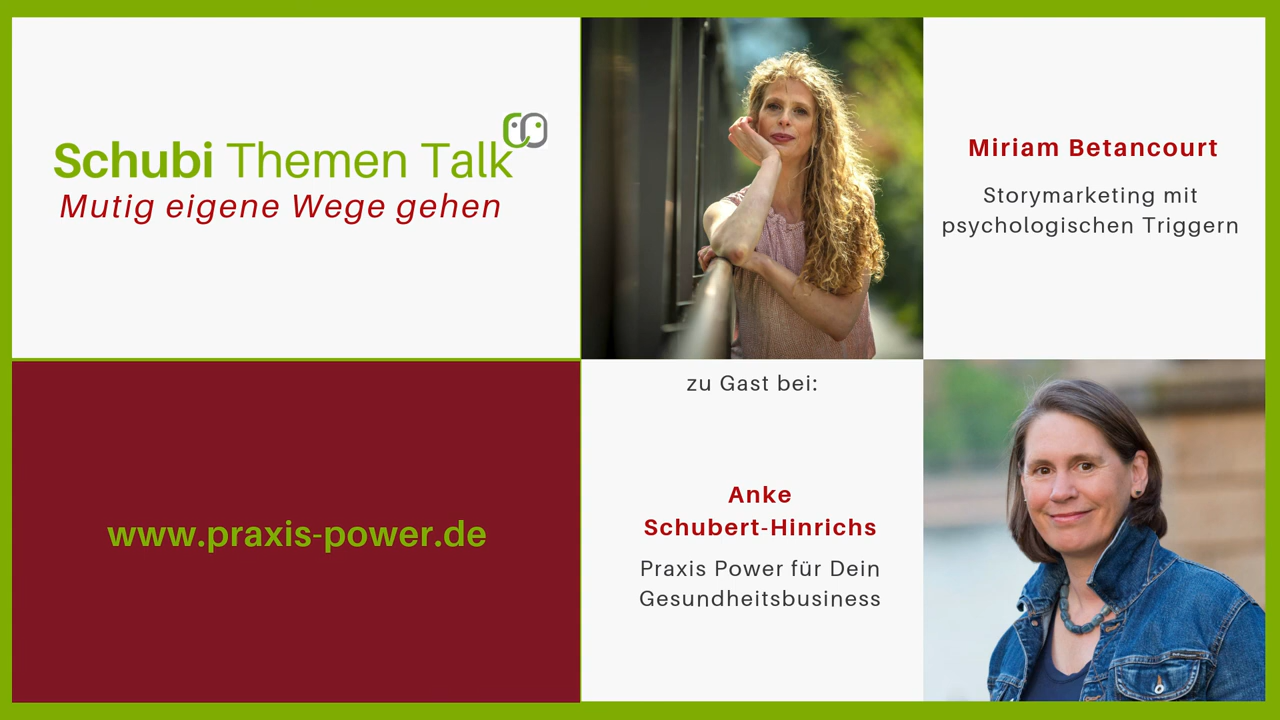 Schubi Themen Talk
Mutig eigene Wege gehen
Miriam Betancourt
Storymarketing mit
psychologischen Triggern
zu Gast bei:
Anke
Schubert-Hinrichs
Praxis Power für Dein
Gesundheitsbusiness
www.praxis-power.de